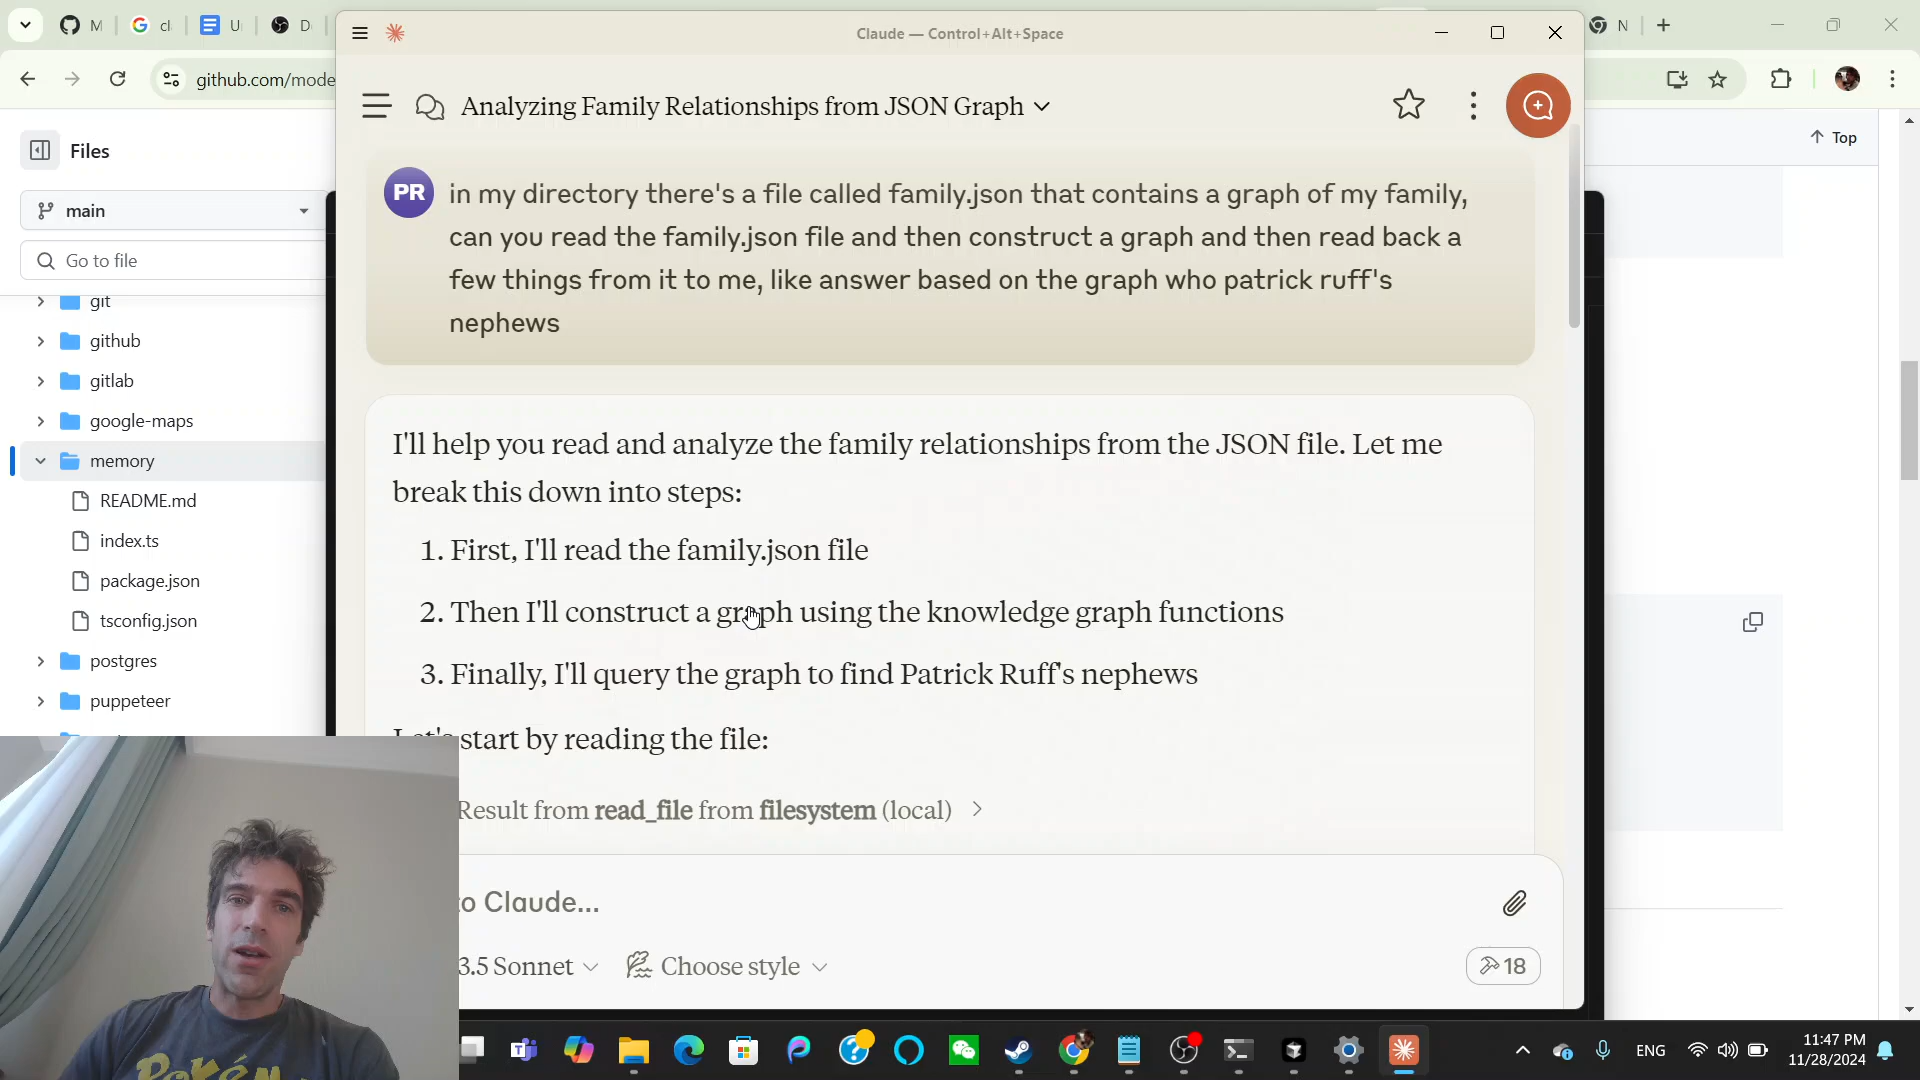 M
cl
U
D
Claude — Control+Alt+Space
N
github.com/mode
Analyzing Family Relationships from JSON Graph
Files
Top
main
Go to file
PR
in my directory there's a file called family.json that contains a graph of my family,
can you read the family.json file and then construct a graph and then read back a
few things from it to me, like answer based on the graph who patrick ruff's
nephews
git
github
gitlab
google-maps
memory
README.md
index.ts
package.json
tsconfig.json
postgres
puppeteer
I'll help you read and analyze the family relationships from the JSON file. Let me
break this down into steps:
1. First, I'll read the family.json file
2. Then I'll construct a graph using the knowledge graph functions
3. Finally, I'll query the graph to find Patrick Ruff's nephews
Let's start by reading the file:
Result from read_file from filesystem (local)
to Claude...
3.5 Sonnet
Choose style
18
ENG
11:47 PM
11/28/2024